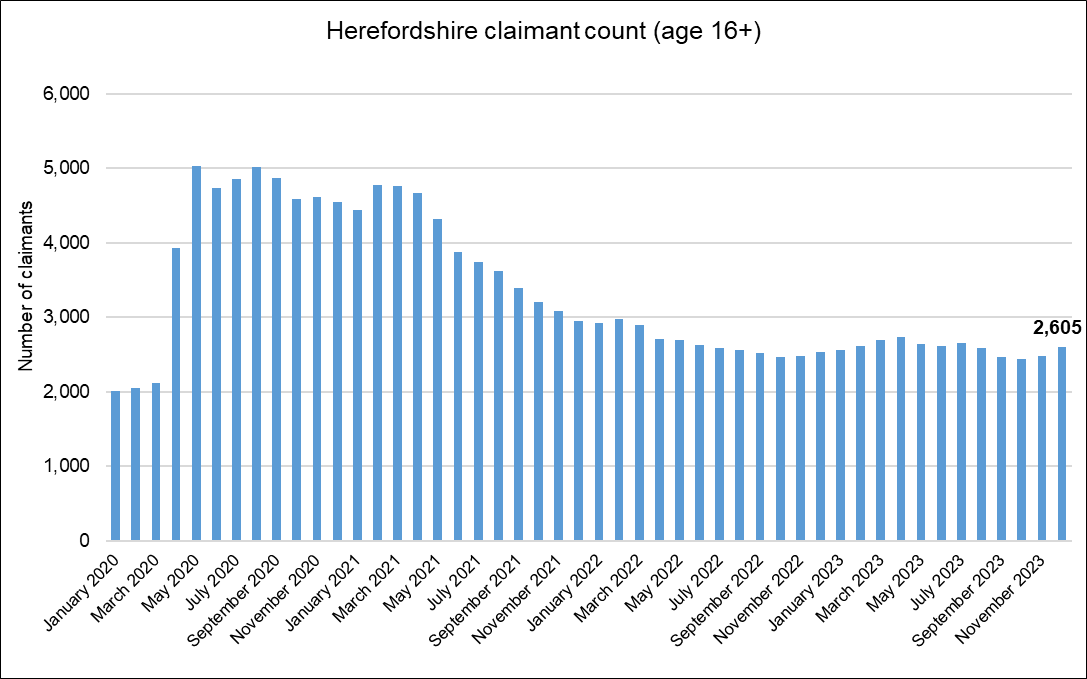 Herefordshire claimant count (age 16+)
6,000
5,000
4,000
3,000
2,000
1,000
0
Number of claimants
2,605
January 2020
March 2020
May 2020
July 2020
September 2020
November 2020
January 2021
March 2021
May 2021
July 2021
September 2021
November 2021
January 2022
March 2022
May 2022
July 2022
September 2022
November 2022
January 2023
March 2023
May 2023
July 2023
September 2023
November 2023